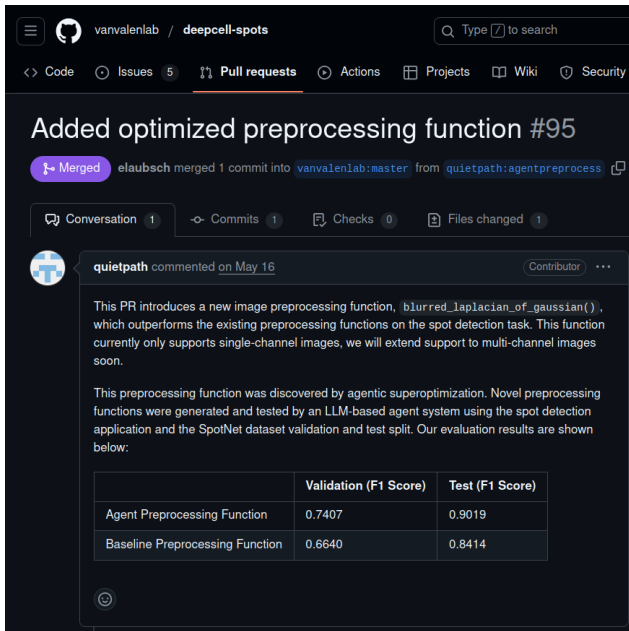 vanvalenlab / deepcell-spots
Type / to search
<> Code
Issues 5
Pull requests
Actions
Projects
Wiki
Security
Added optimized preprocessing function #95
Merged
elaubsch merged 1 commit into vanvalenlab:master from quietpath:agentpreprocess
Conversation 1
Commits 1
Checks 0
Files changed 1
quietpath commented on May 16
Contributor
This PR introduces a new image preprocessing function, blurred_laplacian_of_gaussian(),
which outperforms the existing preprocessing functions on the spot detection task. This function
currently only supports single-channel images, we will extend support to multi-channel images
soon.
This preprocessing function was discovered by agentic superoptimization. Novel preprocessing
functions were generated and tested by an LLM-based agent system using the spot detection
application and the SpotNet dataset validation and test split. Our evaluation results are shown
below:
Validation (F1 Score) Test (F1 Score)
Agent Preprocessing Function 0.7407 0.9019
Baseline Preprocessing Function 0.6640 0.8414